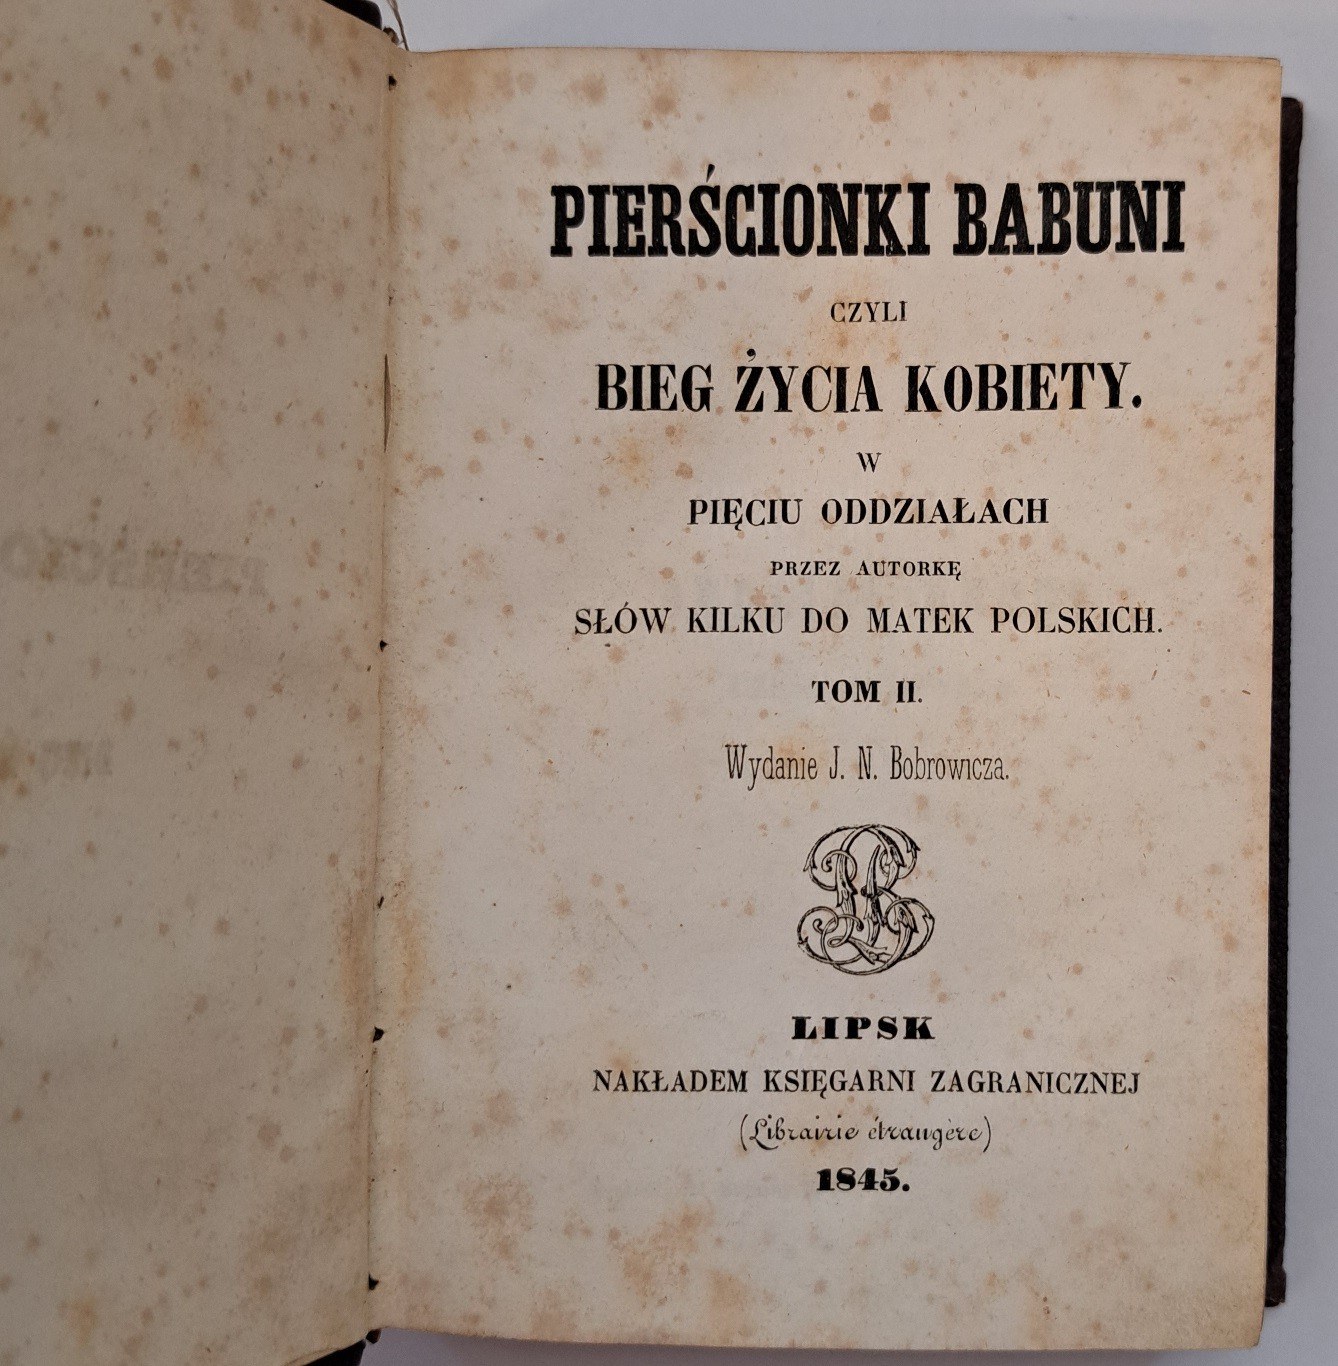 PIERŚCIONKI BABUNI
CZYLI
BIEG ŻYCIA KOBIETY.
W
PIĘCIU ODDZIAŁACH
PRZEZ AUTORKĘ
SŁÓW KILKU DO MATEK POLSKICH.
TOM II.
Wydanie J. N. Bobrowicza.
LIPSK
NAKŁADEM KSIĘGARNI ZAGRANICZNEJ
(Librairie étrangère)
1845.